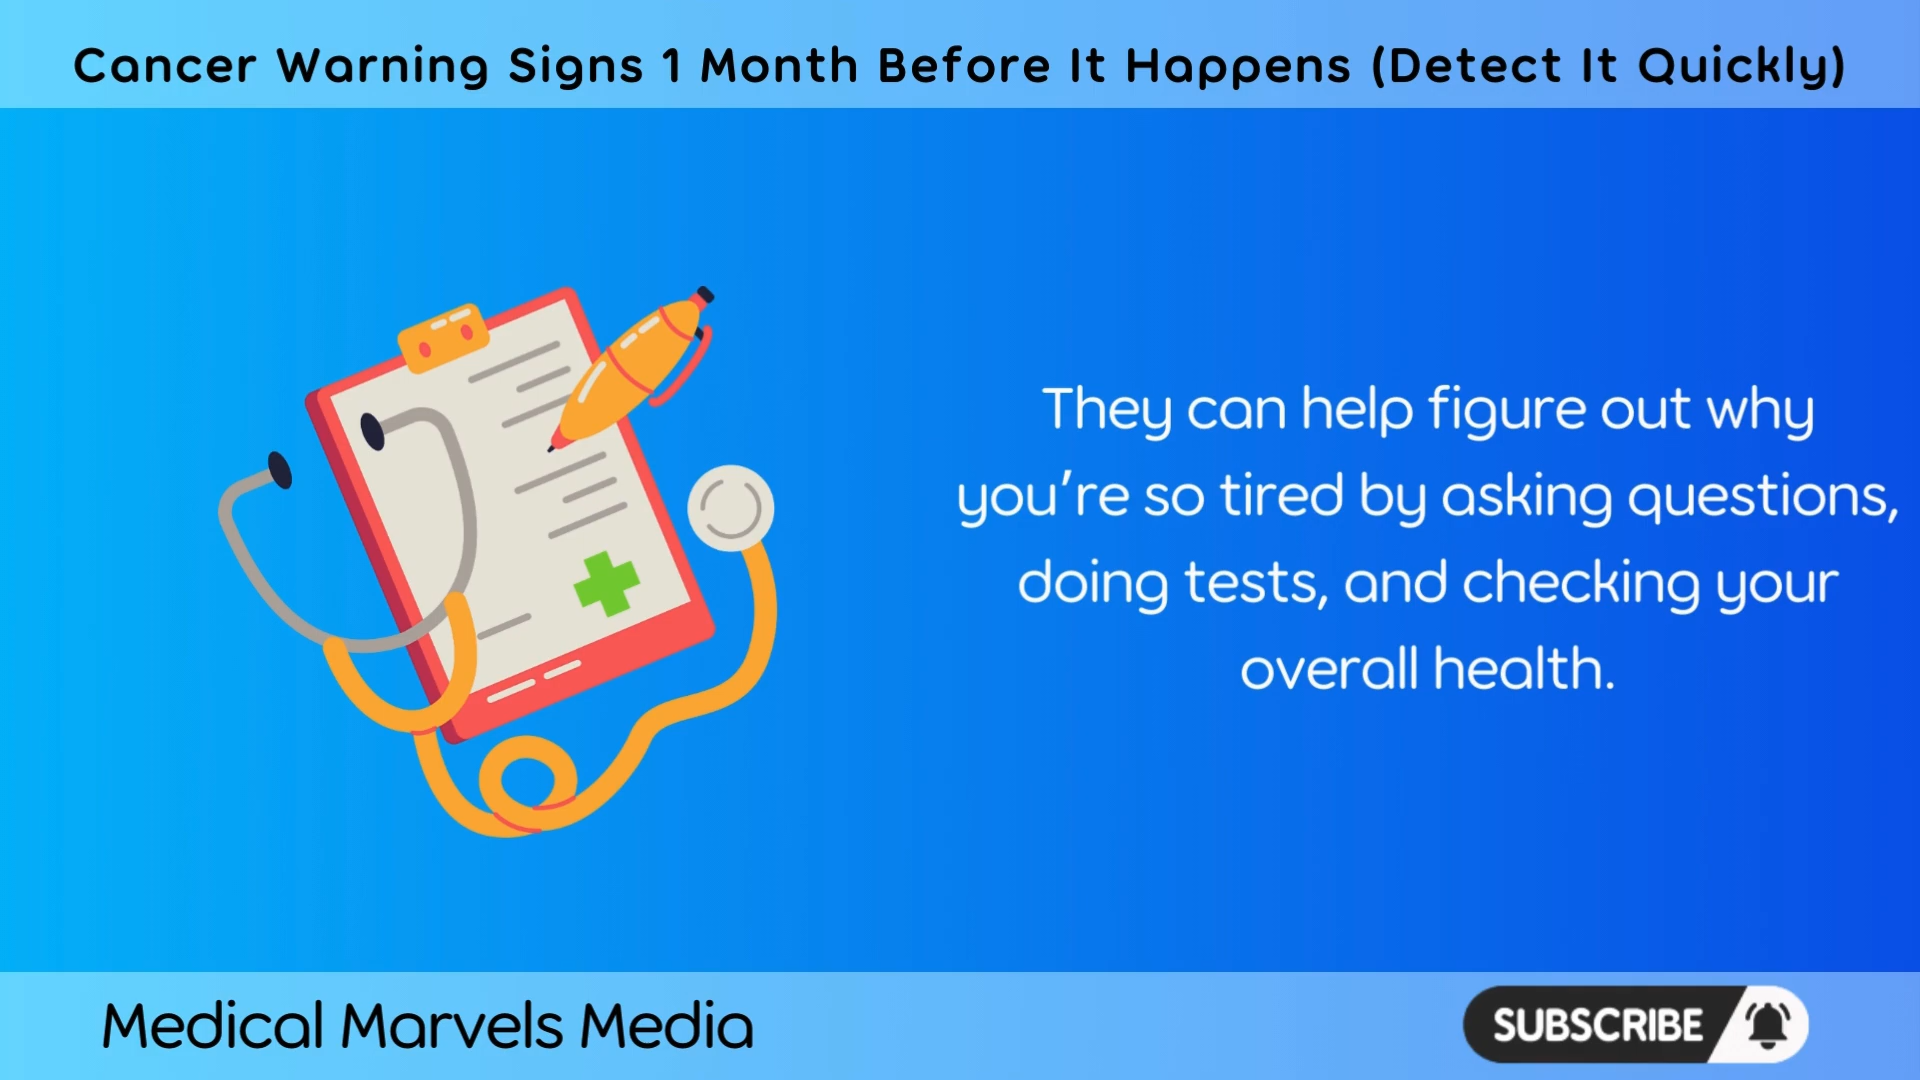 Cancer Warning Signs 1 Month Before It Happens (Detect It Quickly)
They can help figure out why
you're so tired by asking questions,
doing tests, and checking your
overall health.
Medical Marvels Media
SUBSCRIBE